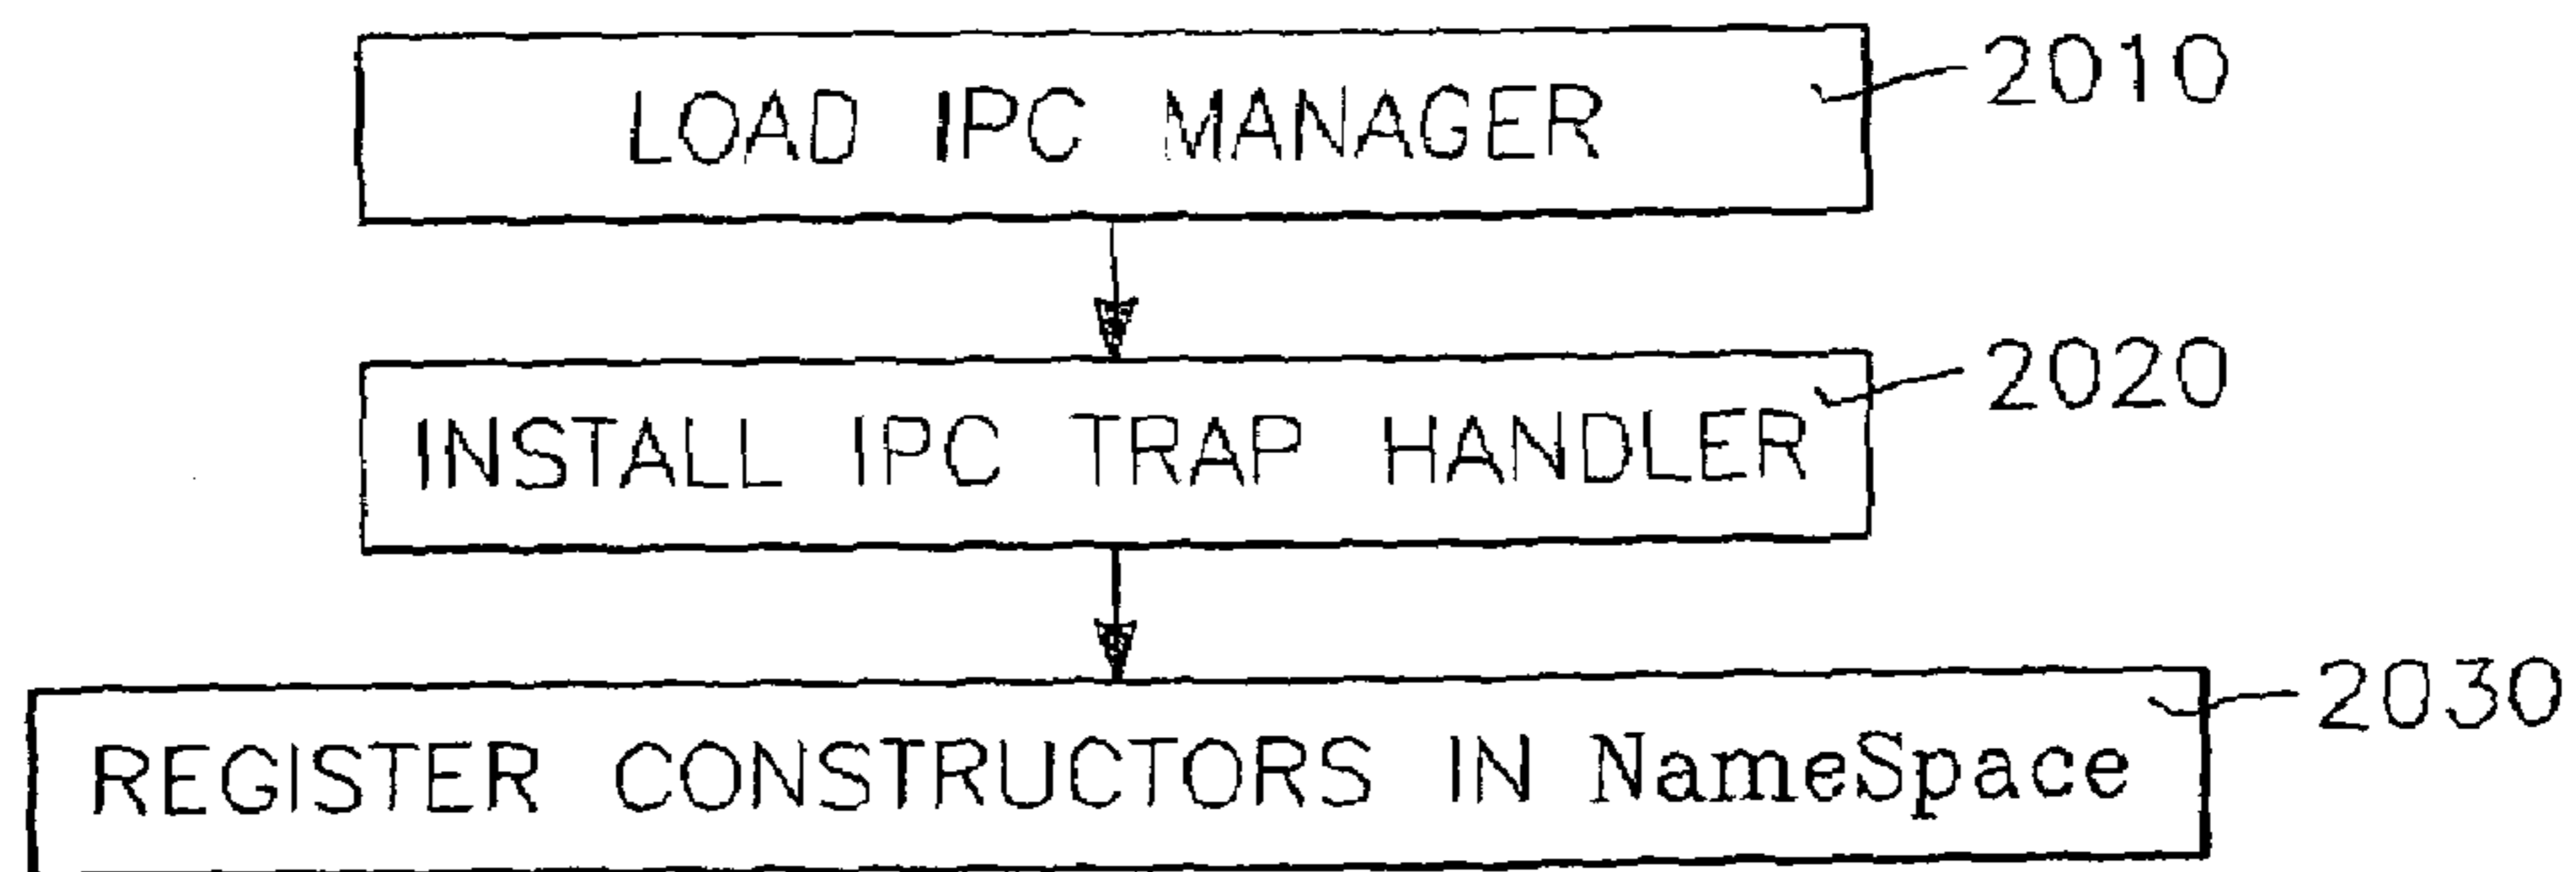 LOAD IPC MANAGER
2010
INSTALL IPC TRAP HANDLER
2020
REGISTER CONSTRUCTORS IN NameSpace
2030